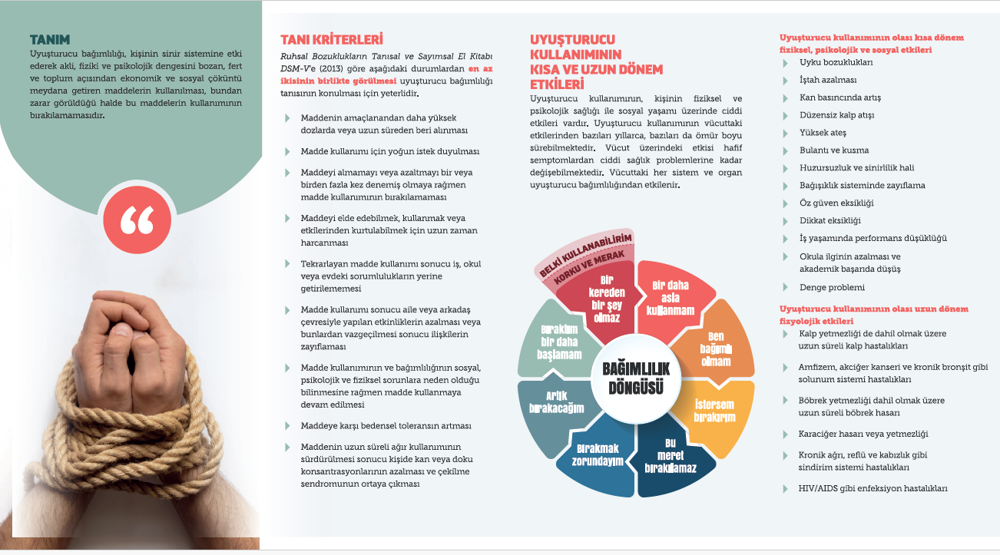 TANIM
Uyuşturucu bağımlılığı, kişinin sinir sistemine etki
ederek akli, fiziki ve psikolojik dengesini bozan, fert
ve toplum açısından ekonomik ve sosyal çöküntü
meydana getiren maddelerin kullanılması, bundan
zarar görüldüğü halde bu maddelerin kullanımının
bırakılamamasıdır.
TANI KRİTERLERİ
Ruhsal Bozuklukların Tanısal ve Sayımsal El Kitabı
DSM-V'e (2013) göre aşağıdaki durumlardan en az
ikisinin birlikte görülmesi uyuşturucu bağımlılığı
tanısının konulması için yeterlidir.
Maddenin amaçlanandan daha yüksek
dozlarda veya uzun süreden beri alınması
Madde kullanımı için yoğun istek duyulması
Maddeyi almamayı veya azaltmayı bir veya
birden fazla kez denemiş olmaya rağmen
madde kullanımının bırakılamaması
Maddeyi elde edebilmek, kullanmak veya
etkilerinden kurtulabilmek için uzun zaman
harcanması
Tekrarlayan madde kullanımı sonucu iş, okul
veya evdeki sorumlulukların yerine
getirilememesi
Madde kullanımı sonucu aile veya arkadaş
çevresiyle yapılan etkinliklerin azalması veya
bunlardan vazgeçilmesi sonucu ilişkilerin
zayıflaması
Madde kullanımının ve bağımlılığının sosyal,
psikolojik ve fiziksel sorunlara neden olduğu
bilinmesine rağmen madde kullanmaya
devam edilmesi
Maddeye karşı bedensel toleransın artması
Maddenin uzun süreli ağır kullanımının
sürdürülmesi sonucu kişide kan veya doku
konsantrasyonlarının azalması ve çekilme
sendromunun ortaya çıkması
UYUŞTURUCU
KULLANIMININ
KISA VE UZUN DÖNEM
ETKİLERİ
Uyuşturucu kullanımının, kişinin fiziksel ve
psikolojik sağlığı ile sosyal yaşamı üzerinde ciddi
etkileri vardır. Uyuşturucu kullanımının vücuttaki
etkilerinden bazıları yıllarca, bazıları da ömür boyu
sürebilmektedir. Vücut üzerindeki etkisi hafif
semptomlardan ciddi sağlık problemlerine kadar
değişebilmektedir. Vücuttaki her sistem ve organ
uyuşturucu bağımlılığından etkilenir.
BELKİ KULLANABİLİRİM
KORKU VE MERAK
Bir
kereden
bir şey
olmaz
Bir daha
asla
kullanmam
Ben
bağımlı
olmam
İstersem
bırakırım
Bu
meret
bırakılamaz
Bırakmak
zorundayım
Artık
bırakacağım
Bıraktım
bir daha
başlamam
BAĞIMLILIK
DÖNGÜSÜ
Uyuşturucu kullanımının olası kısa dönem
fiziksel, psikolojik ve sosyal etkileri
Uyku bozuklukları
İştah azalması
Kan basıncında artış
Düzensiz kalp atışı
Yüksek ateş
Bulantı ve kusma
Huzursuzluk ve sinirlilik hali
Bağışıklık sisteminde zayıflama
Öz güven eksikliği
Dikkat eksikliği
İş yaşamında performans düşüklüğü
Okula ilginin azalması ve
akademik başarıda düşüş
Denge problemi
Uyuşturucu kullanımının olası uzun dönem
fizyolojik etkileri
Kalp yetmezliği de dahil olmak üzere
uzun süreli kalp hastalıkları
Amfizem, akciğer kanseri ve kronik bronşit gibi
solunum sistemi hastalıkları
Böbrek yetmezliği dahil olmak üzere
uzun süreli böbrek hasarı
Karaciğer hasarı veya yetmezliği
Kronik ağrı, reflü ve kabızlık gibi
sindirim sistemi hastalıkları
HIV/AIDS gibi enfeksiyon hastalıkları